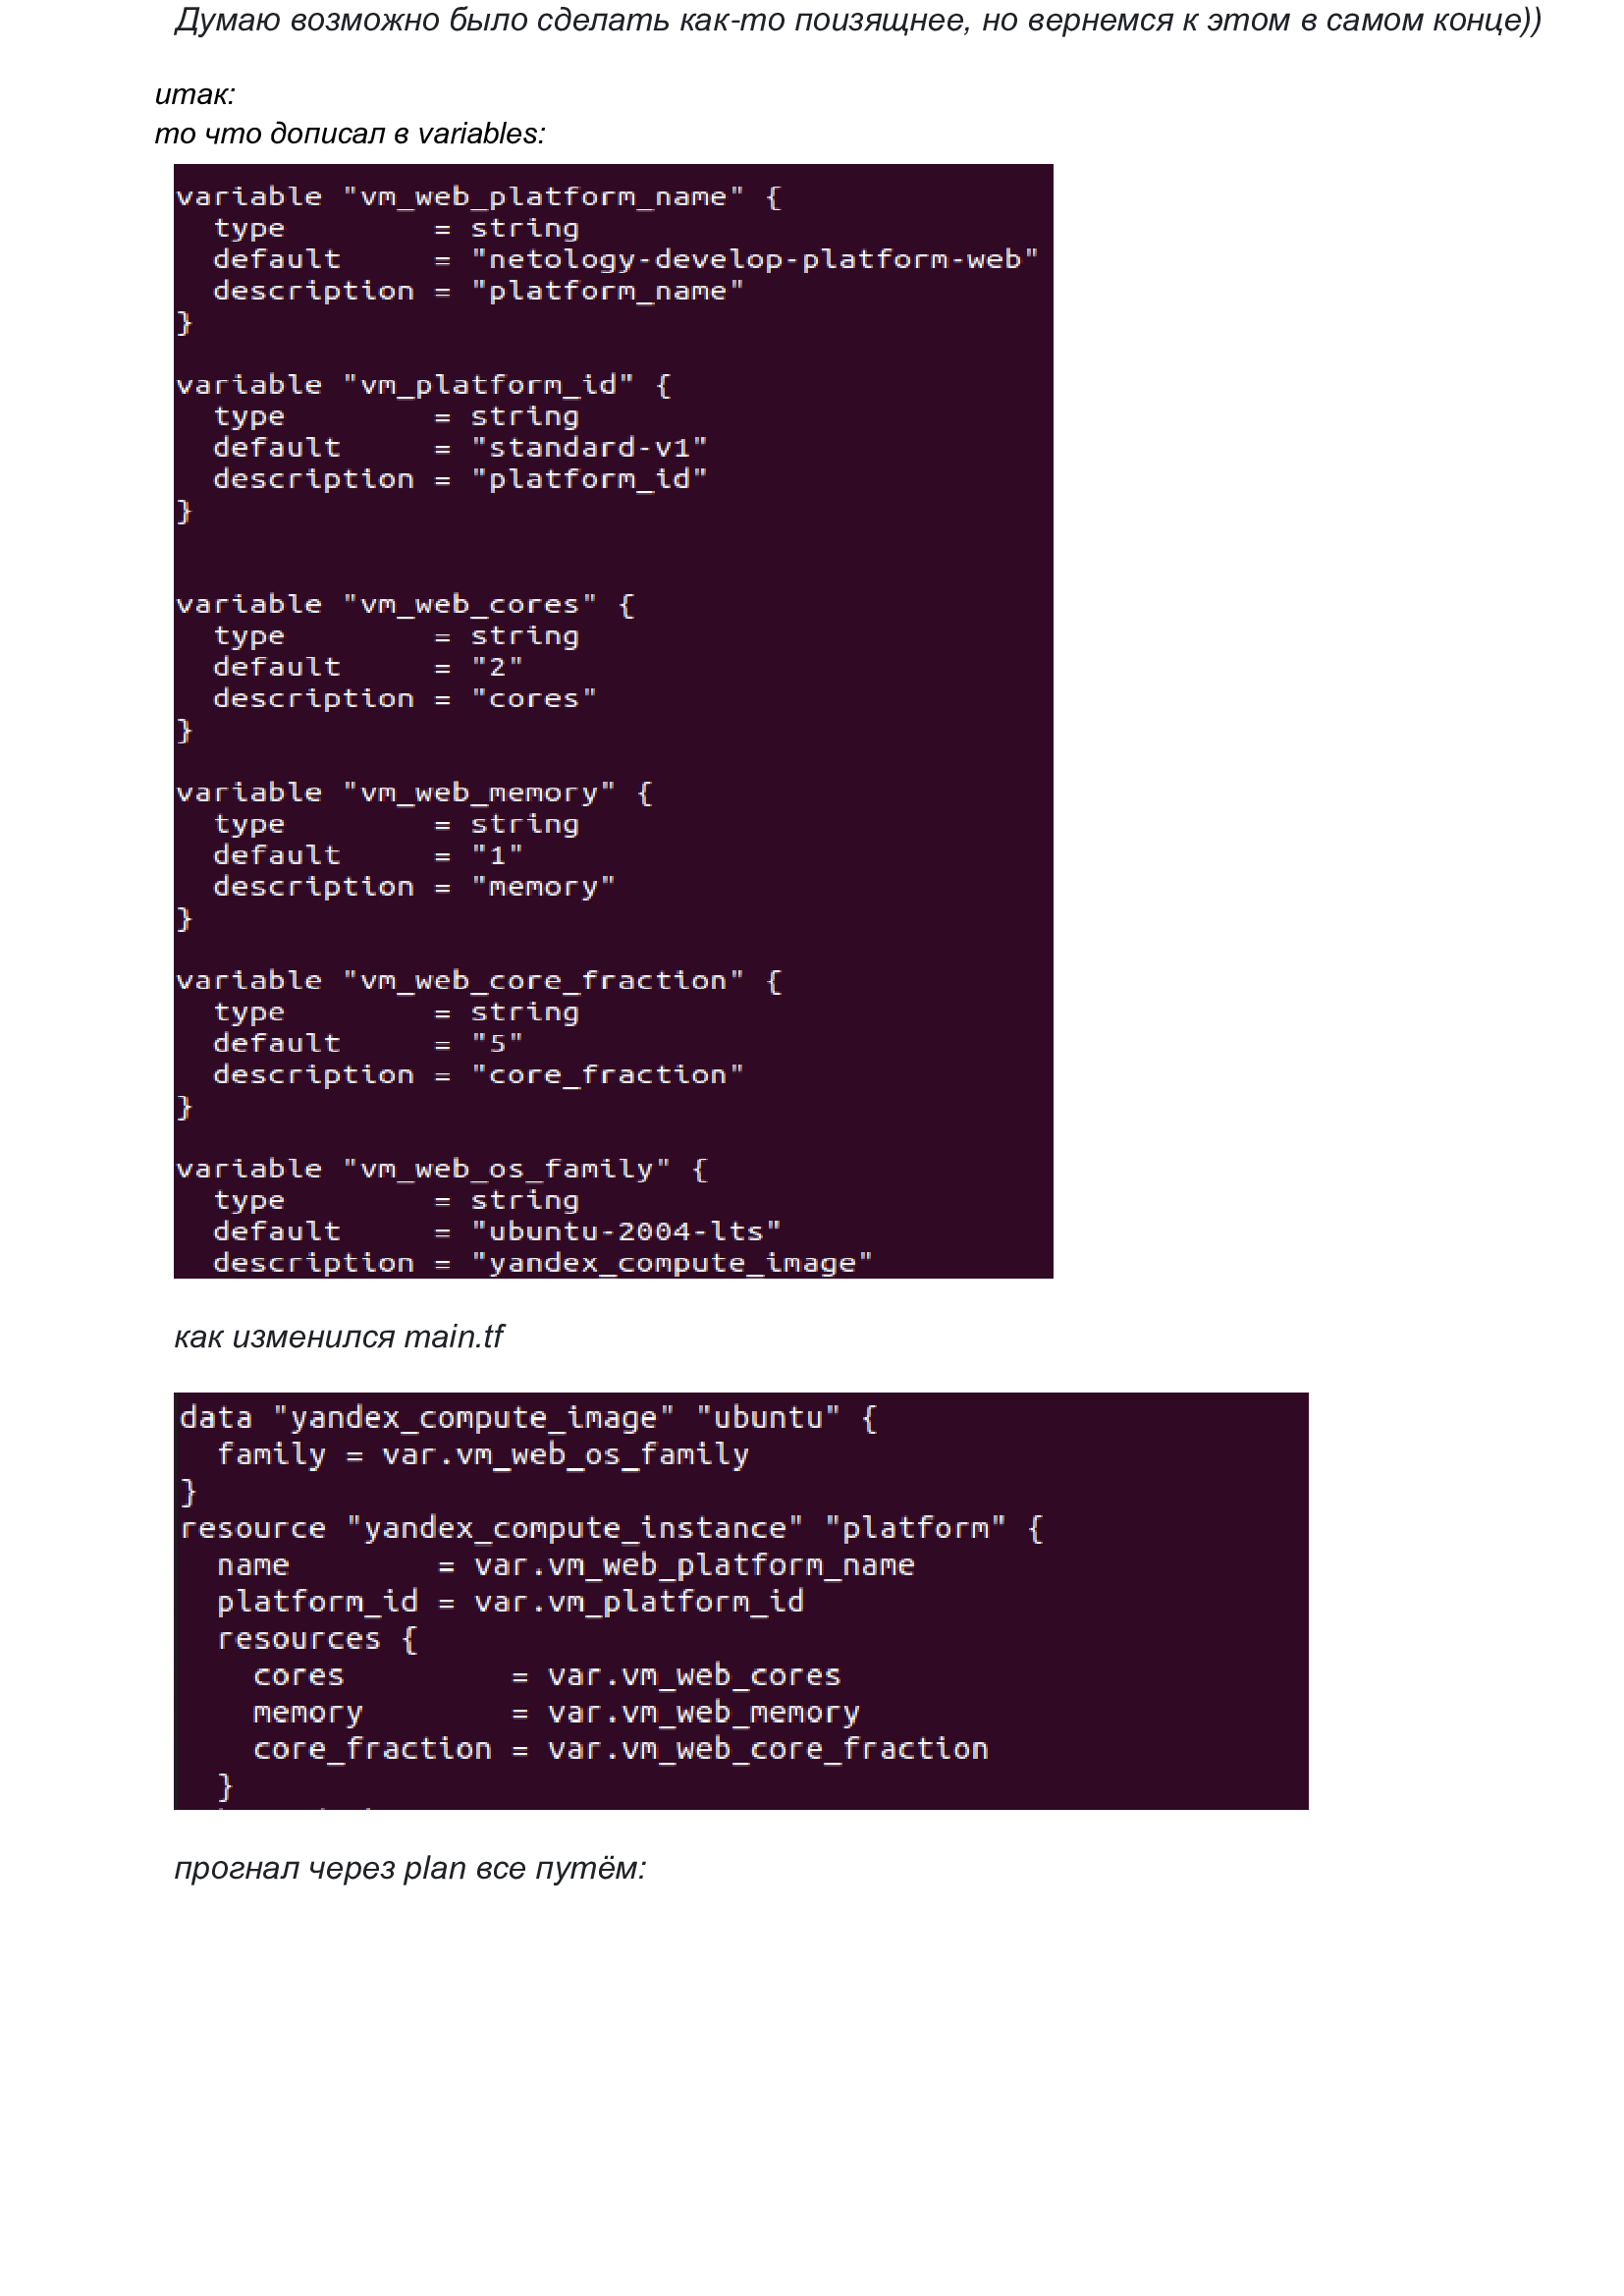 Думаю возможно было сделать как-то поизящнее, но вернемся к этом в самом конце))
итак:
то что дописал в variables:
variable "vm_web_platform_name" {
  type        = string
  default     = "netology-develop-platform-web"
  description = "platform_name"
}
variable "vm_platform_id" {
  type        = string
  default     = "standard-v1"
  description = "platform_id"
}
variable "vm_web_cores" {
  type        = string
  default     = "2"
  description = "cores"
}
variable "vm_web_memory" {
  type        = string
  default     = "1"
  description = "memory"
}
variable "vm_web_core_fraction" {
  type        = string
  default     = "5"
  description = "core_fraction"
}
variable "vm_web_os_family" {
  type        = string
  default     = "ubuntu-2004-lts"
  description = "yandex_compute_image"
как изменился main.tf
data "yandex_compute_image" "ubuntu" {
  family = var.vm_web_os_family
}
resource "yandex_compute_instance" "platform" {
  name        = var.vm_web_platform_name
  platform_id = var.vm_platform_id
  resources {
    cores         = var.vm_web_cores
    memory        = var.vm_web_memory
    core_fraction = var.vm_web_core_fraction
  }
прогнал через plan все путём: